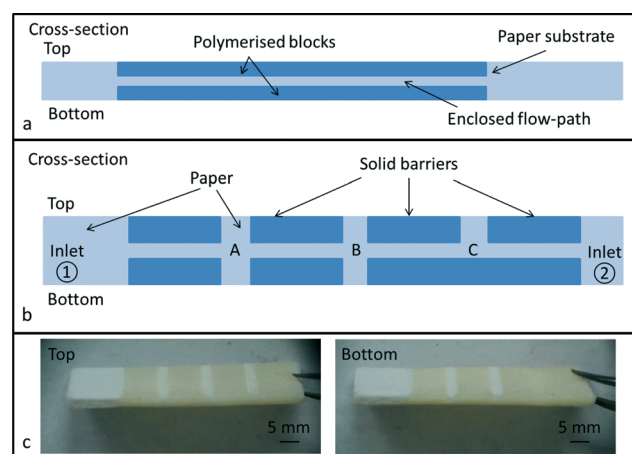 Cross-section
Top
Polymerised blocks
Paper substrate
Enclosed flow-path
Bottom
a
Cross-section
Paper
Solid barriers
Top
Inlet
①
A
B
C
Inlet
②
Bottom
b
Top
5 mm
Bottom
5 mm
c